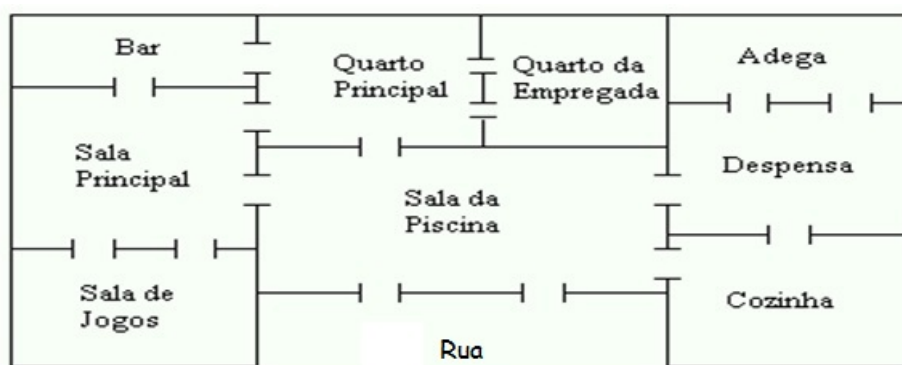 Bar
Quarto
Principal
Quarto da
Empregada
Adega
Sala
Principal
Sala da
Piscina
Despensa
Sala de
Jogos
Cozinha
Rua